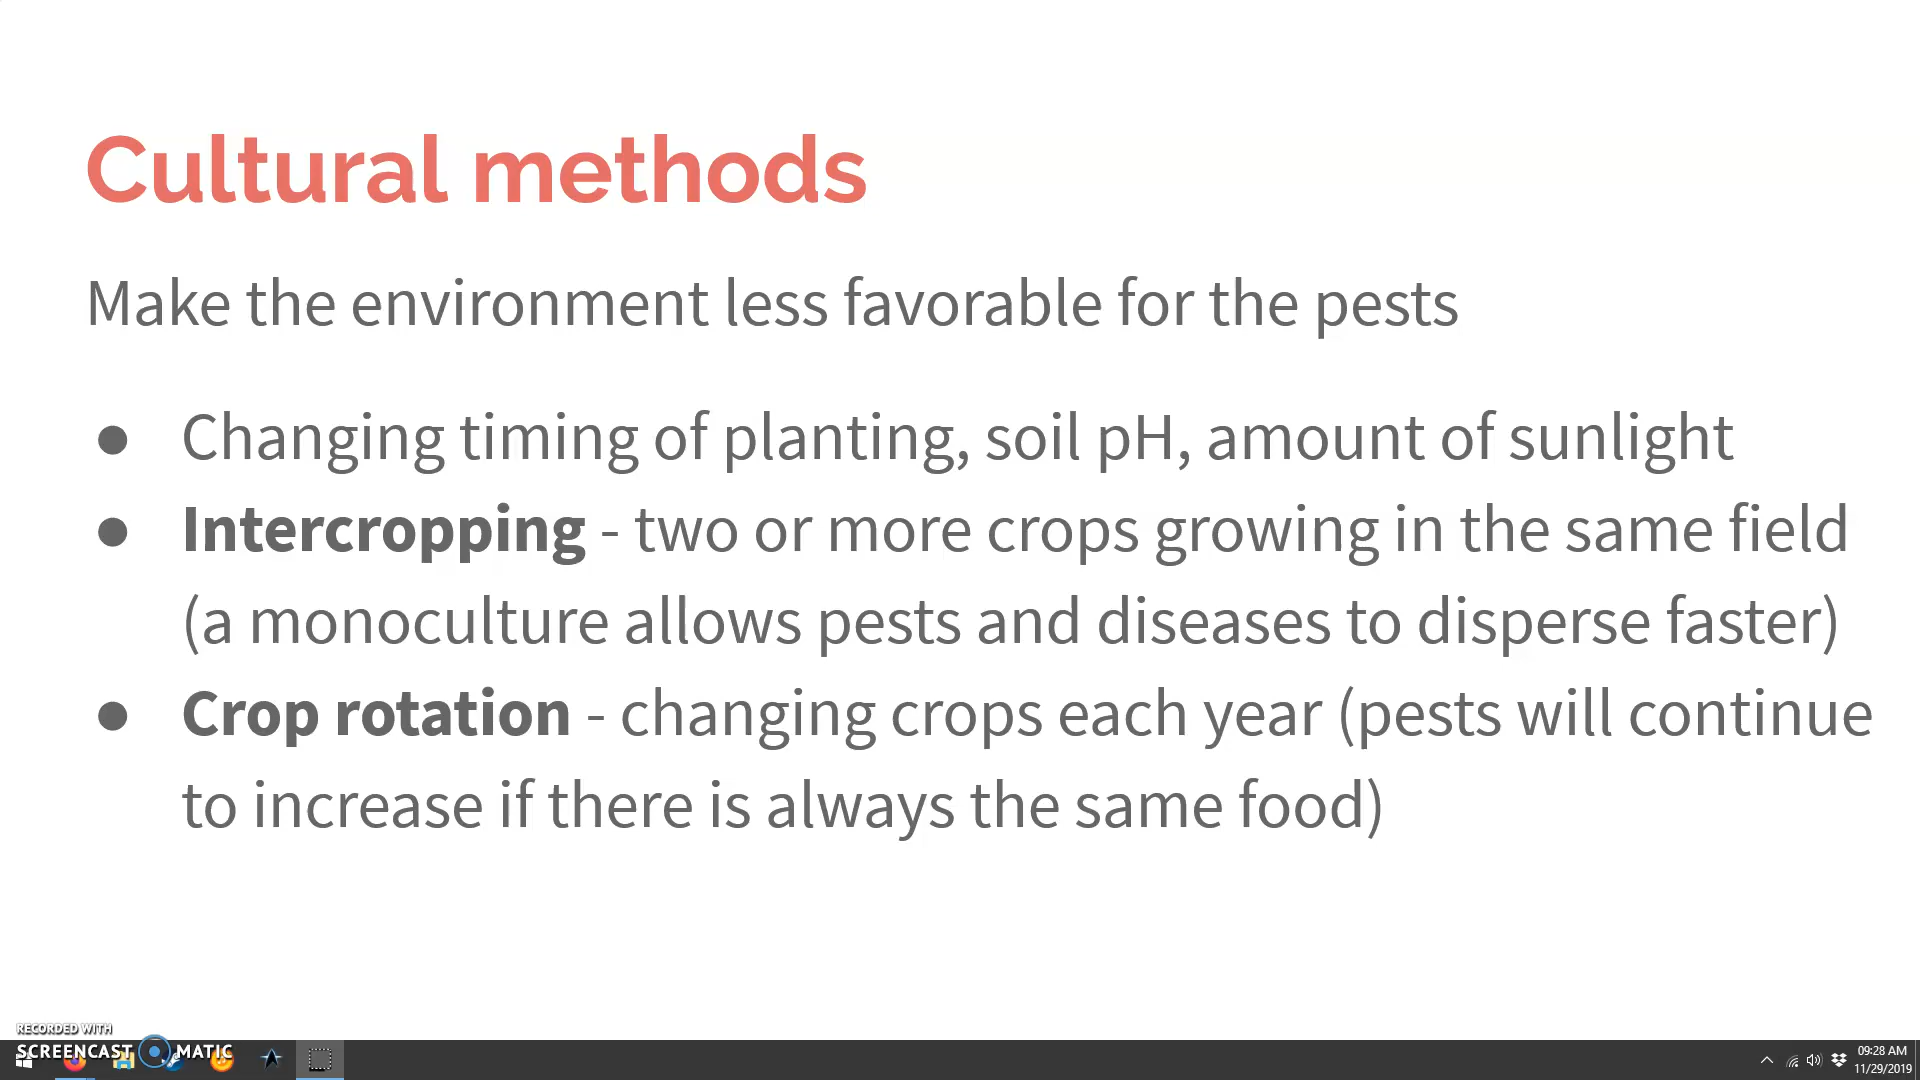 Cultural methods
Make the environment less favorable for the pests
● Changing timing of planting, soil pH, amount of sunlight
● Intercropping - two or more crops growing in the same field
(a monoculture allows pests and diseases to disperse faster)
● Crop rotation - changing crops each year (pests will continue
to increase if there is always the same food)
RECORDED WITH
SCREENCAST MATIC
09:28 AM
11/29/2019